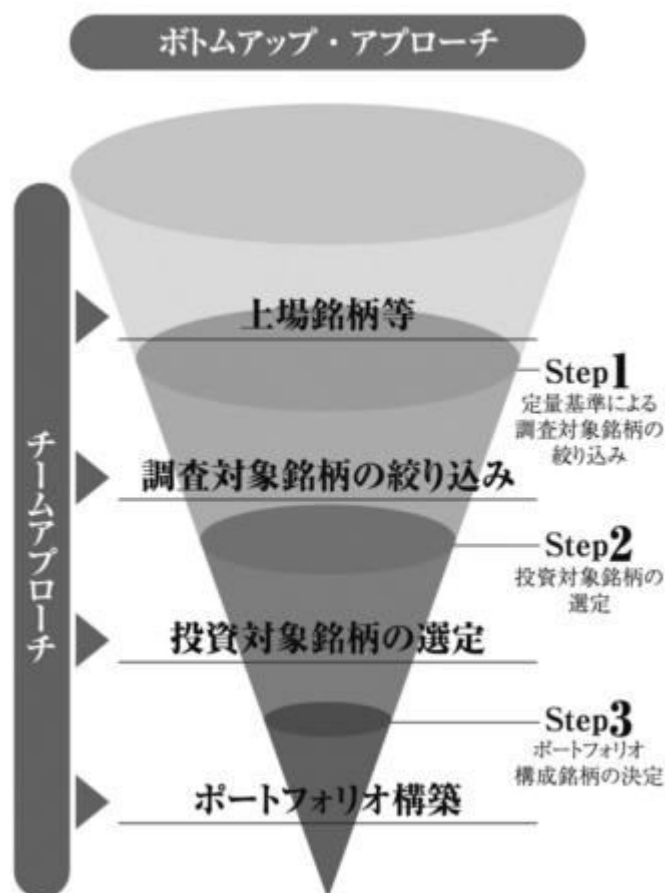 ボトムアップ・アプローチ
チームアプローチ
上場銘柄等
Step1
定量基準による
調査対象銘柄の
絞り込み
調査対象銘柄の絞り込み
Step2
投資対象銘柄の
選定
投資対象銘柄の選定
Step3
ポートフォリオ
構成銘柄の決定
ポートフォリオ構築